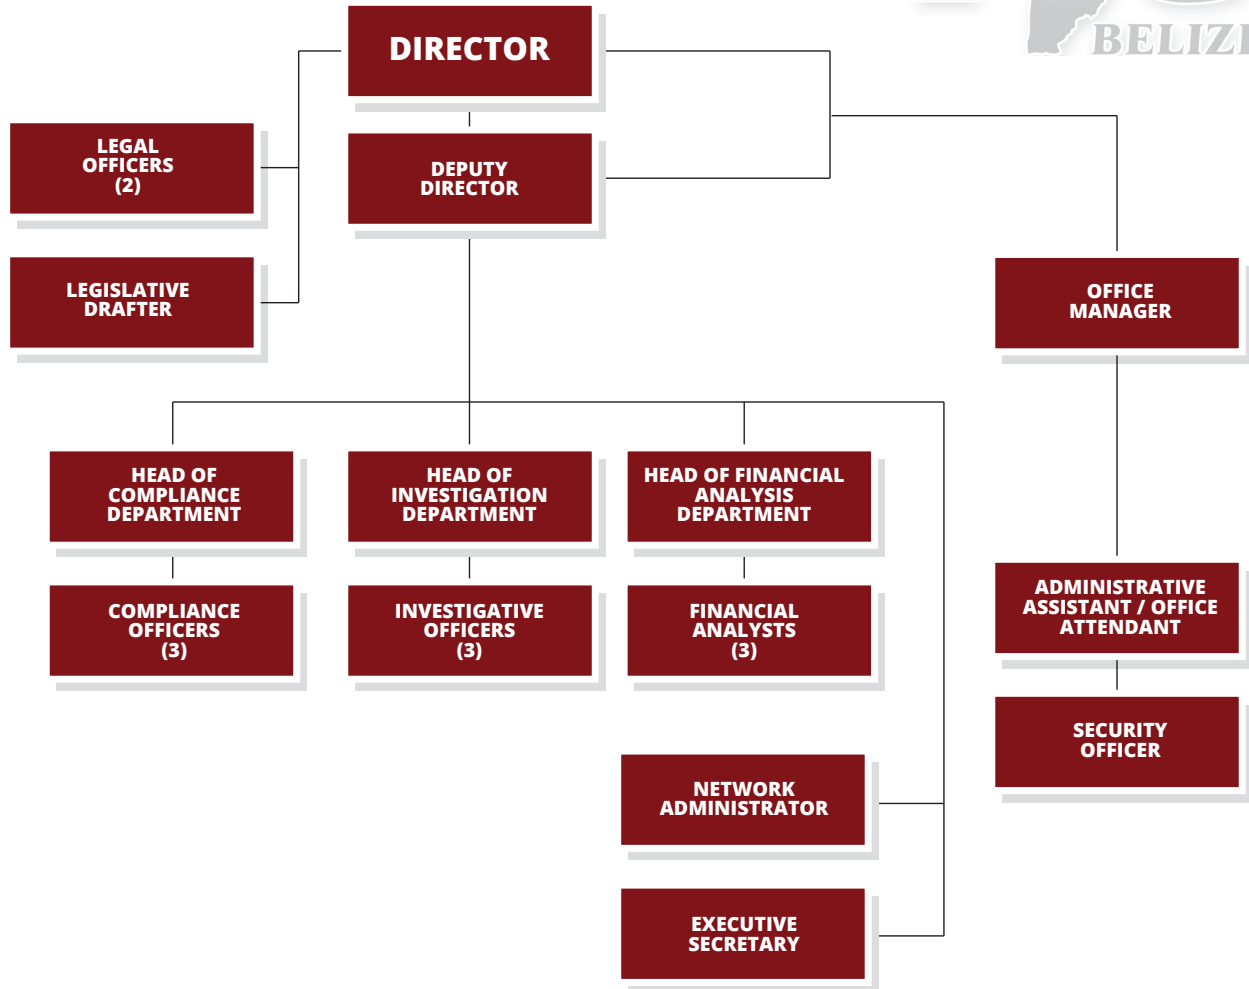 BELIZE
DIRECTOR
LEGAL
OFFICERS
(2)
DEPUTY
DIRECTOR
LEGISLATIVE
DRAFTER
OFFICE
MANAGER
HEAD OF
COMPLIANCE
DEPARTMENT
HEAD OF
INVESTIGATION
DEPARTMENT
HEAD OF FINANCIAL
ANALYSIS
DEPARTMENT
COMPLIANCE
OFFICERS
(3)
INVESTIGATIVE
OFFICERS
(3)
FINANCIAL
ANALYSTS
(3)
ADMINISTRATIVE
ASSISTANT / OFFICE
ATTENDANT
SECURITY
OFFICER
NETWORK
ADMINISTRATOR
EXECUTIVE
SECRETARY